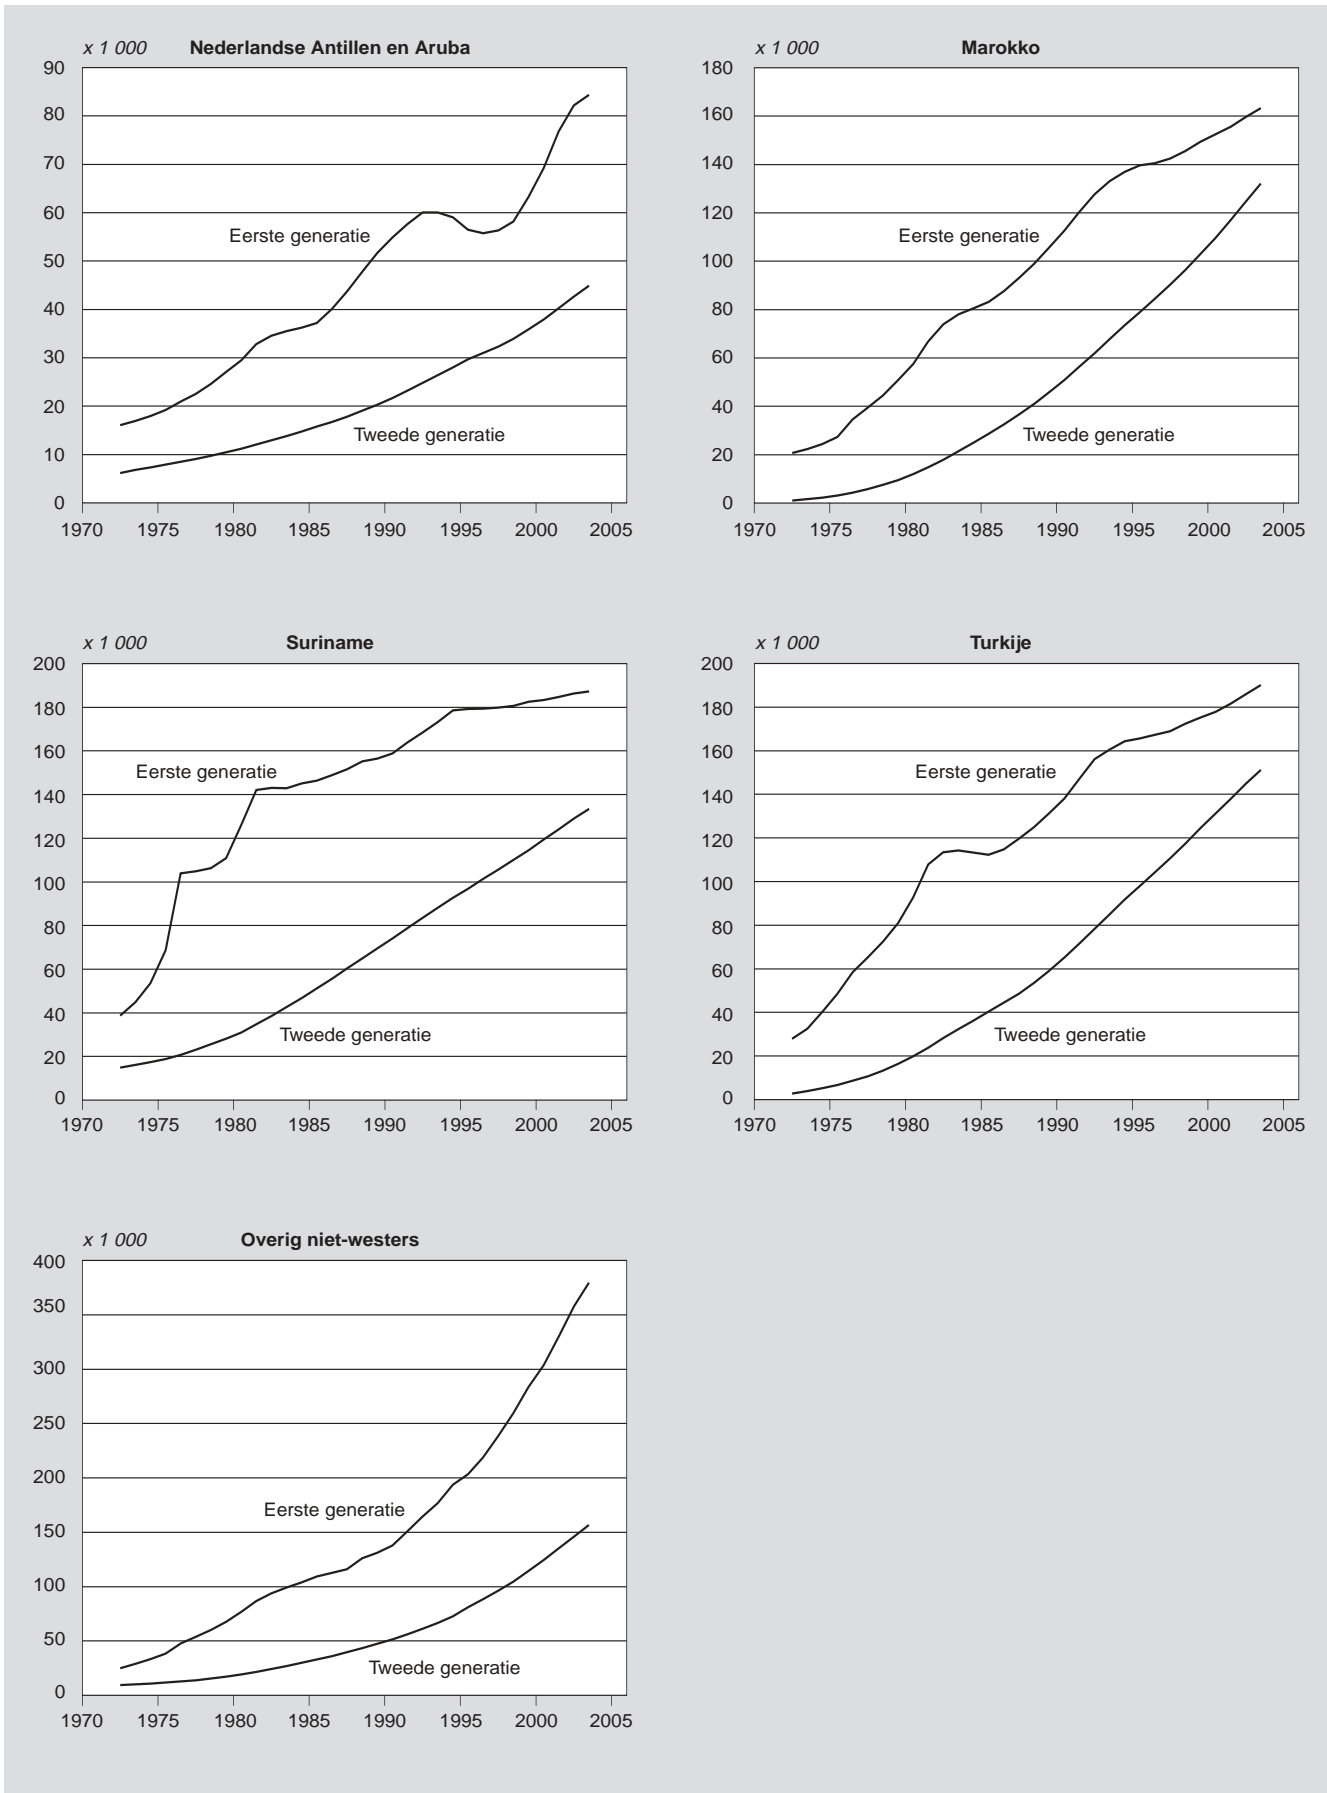 x 1 000 Nederlandse Antillen en Aruba
90
80
70
60
50
40
30
20
10
0
Eerste generatie
Tweede generatie
1970 1975 1980 1985 1990 1995 2000 2005
x 1 000 Marokko
180
160
140
120
100
80
60
40
20
0
Eerste generatie
Tweede generatie
1970 1975 1980 1985 1990 1995 2000 2005
x 1 000 Suriname
200
180
160
140
120
100
80
60
40
20
0
Eerste generatie
Tweede generatie
1970 1975 1980 1985 1990 1995 2000 2005
x 1 000 Turkije
200
180
160
140
120
100
80
60
40
20
0
Eerste generatie
Tweede generatie
1970 1975 1980 1985 1990 1995 2000 2005
x 1 000 Overig niet-westers
400
350
300
250
200
150
100
50
0
Eerste generatie
Tweede generatie
1970 1975 1980 1985 1990 1995 2000 2005